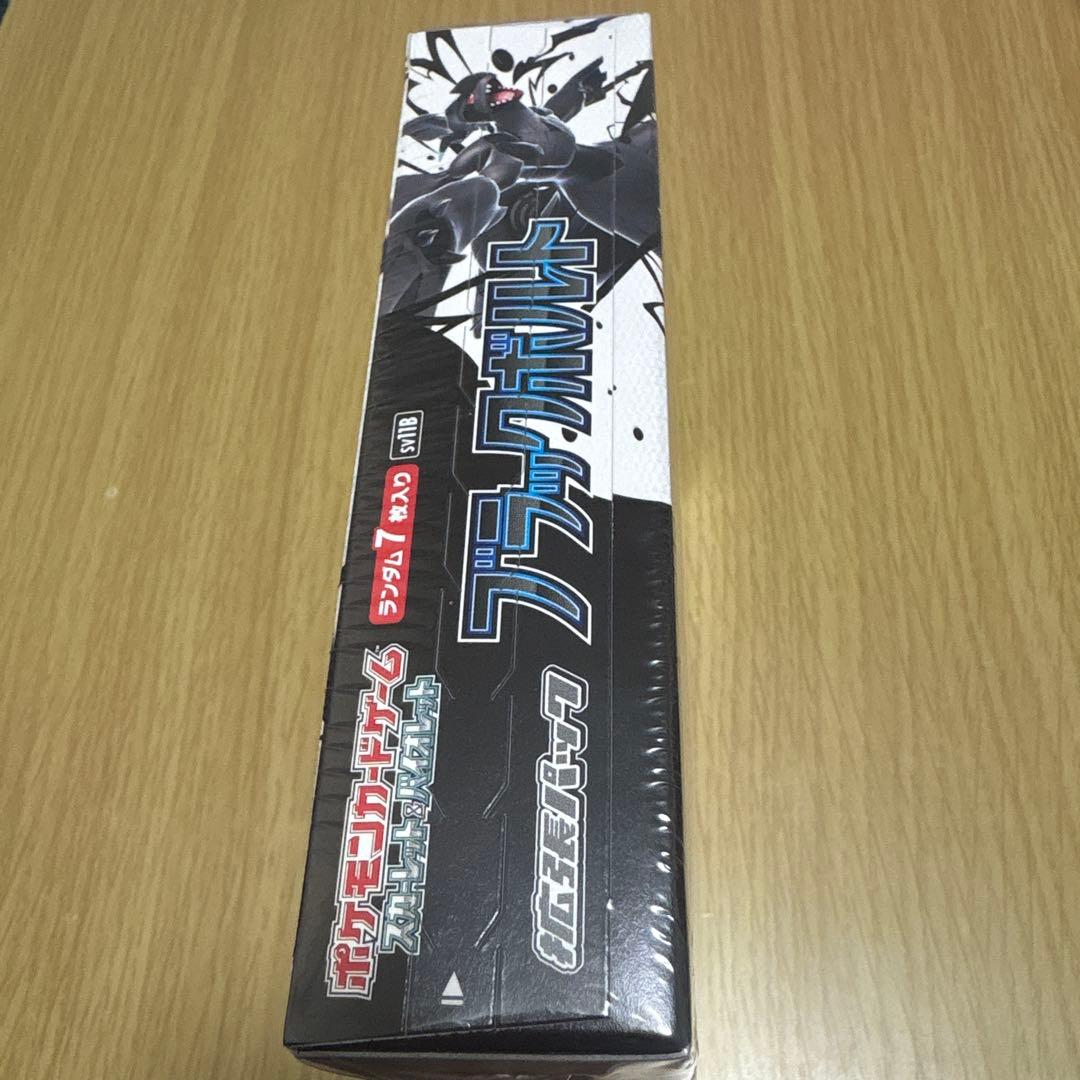 ポケモンカードゲーム
スカーレット&バイオレット
ランダム7枚入り
SV11B
拡張パック
ブラックボルト